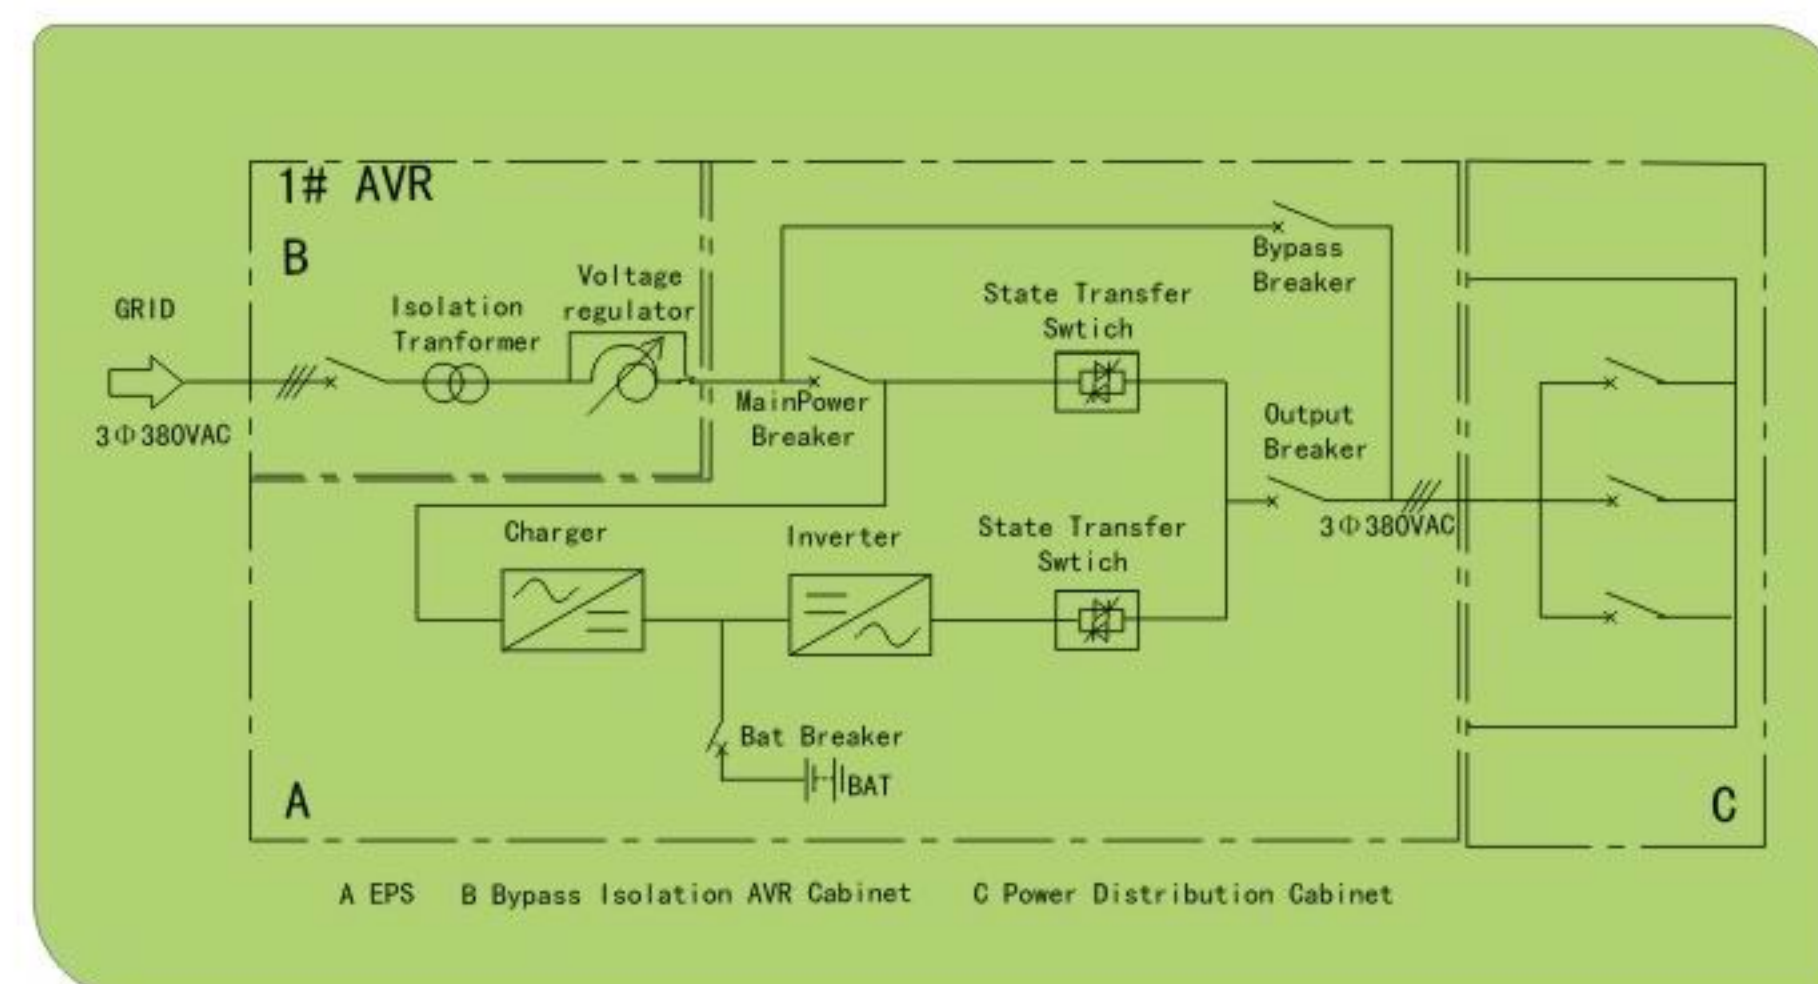 1# AVR
B
GRID
3Φ380VAC
Isolation
Tranformer
Voltage
regulator
MainPower
Breaker
State Transfer
Swtich
Bypass
Breaker
Output
Breaker
3Φ380VAC
Charger
Inverter
State Transfer
Swtich
Bat Breaker
BAT
A
C
A EPS B Bypass Isolation AVR Cabinet C Power Distribution Cabinet